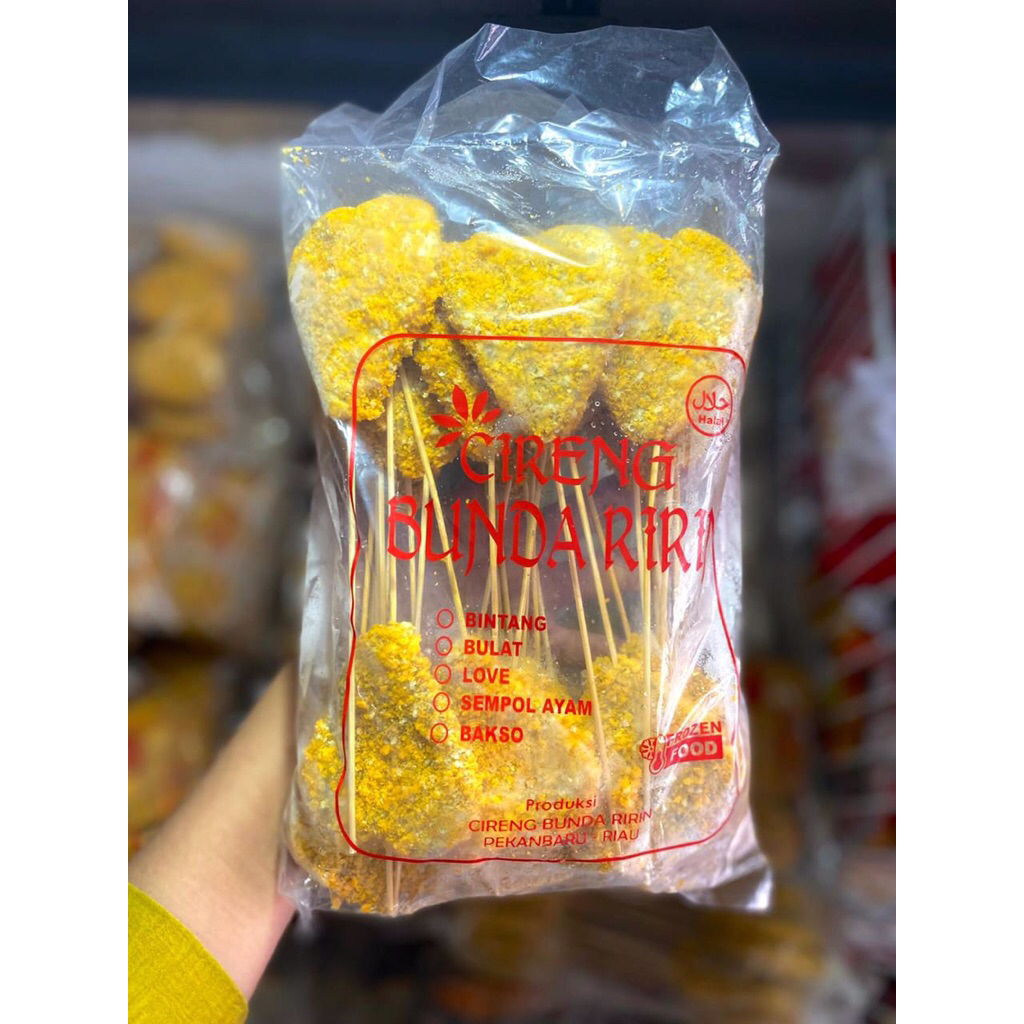 حلال
Halal
CIRENG
BUNDA RIRIN
BINTANG
BULAT
LOVE
SEMPOL AYAM
BAKSO
FROZEN
FOOD
Produksi
CIRENG BUNDA RIRIN
PEKANBARU - RIAU